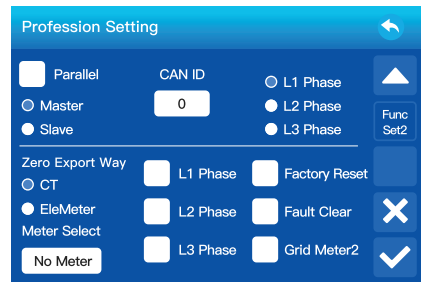 Profession Setting
Parallel
CAN ID
0
Master
Slave
L1 Phase
L2 Phase
L3 Phase
Func
Set2
Zero Export Way
CT
EleMeter
Meter Select
No Meter
L1 Phase
L2 Phase
L3 Phase
Factory Reset
Fault Clear
Grid Meter2